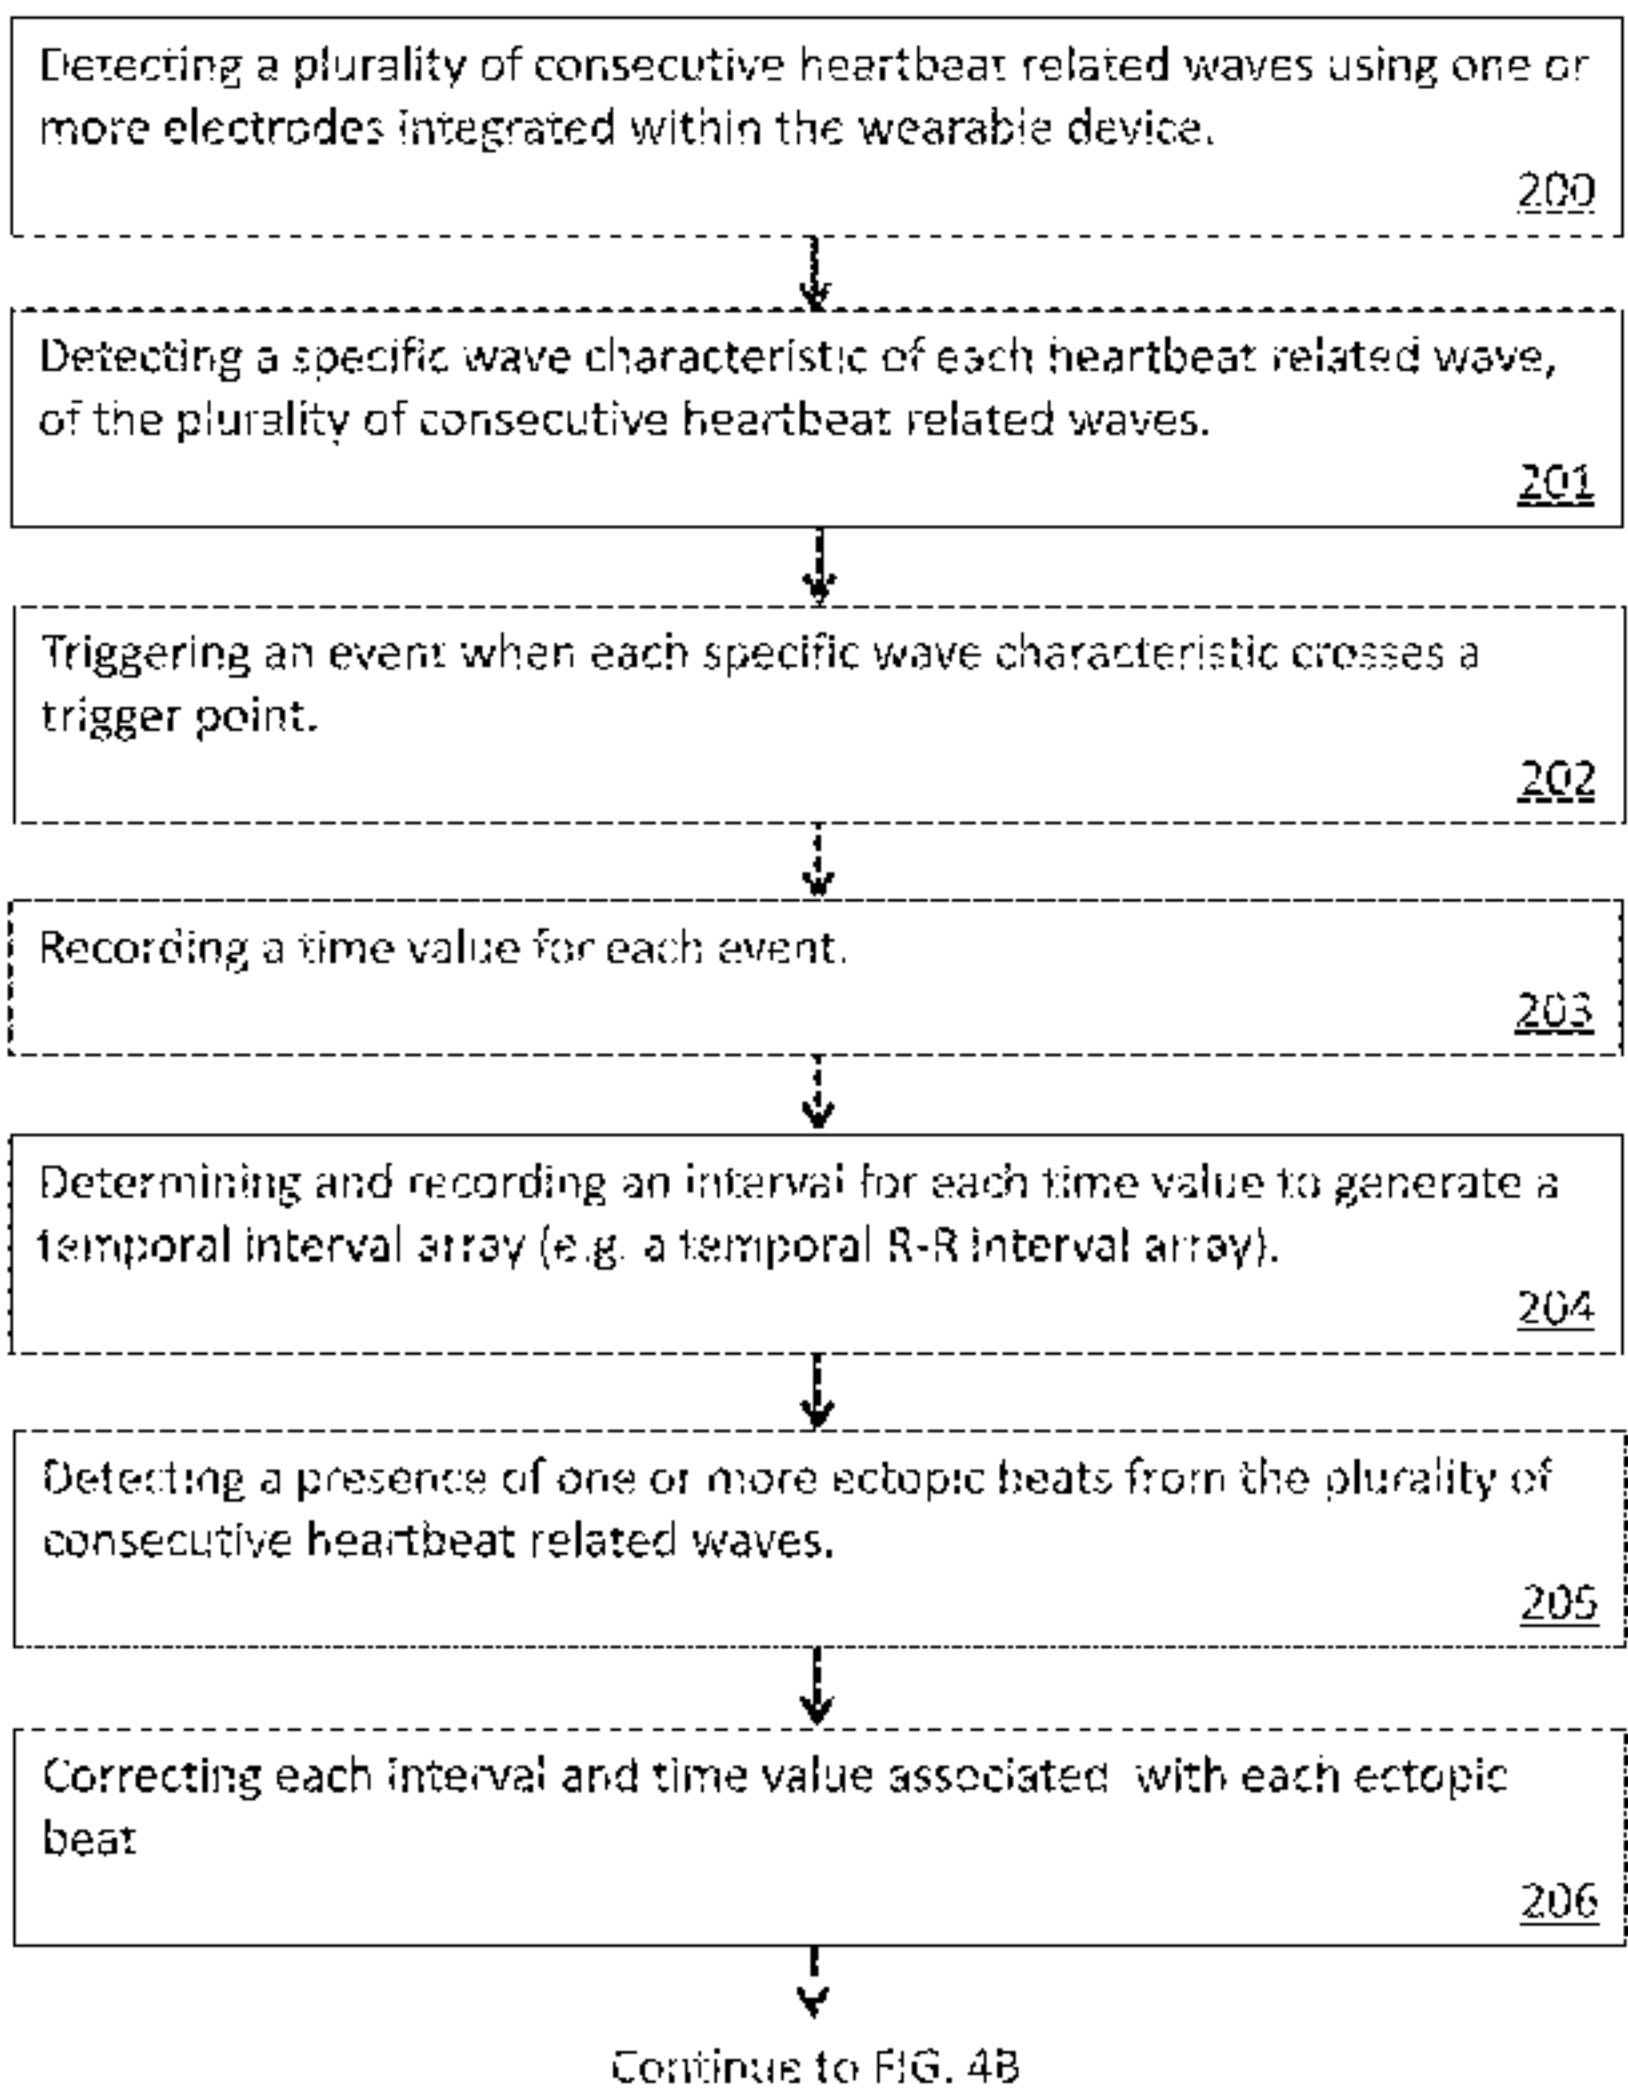 Detecting a plurality of consecutive heartbeat related waves using one or
more electrodes integrated within the wearable device.
200
Detecting a specific wave characteristic of each heartbeat related wave,
of the plurality of consecutive heartbeat related waves.
201
Triggering an event when each specific wave characteristic crosses a
trigger point.
202
Recording a time value for each event.
203
Determining and recording an interval for each time value to generate a
temporal interval array (e.g. a temporal R-R interval array).
204
Detecting a presence of one or more ectopic beats from the plurality of
consecutive heartbeat related waves.
205
Correcting each interval and time value associated with each ectopic
beat
206
Continue to FIG. 4B